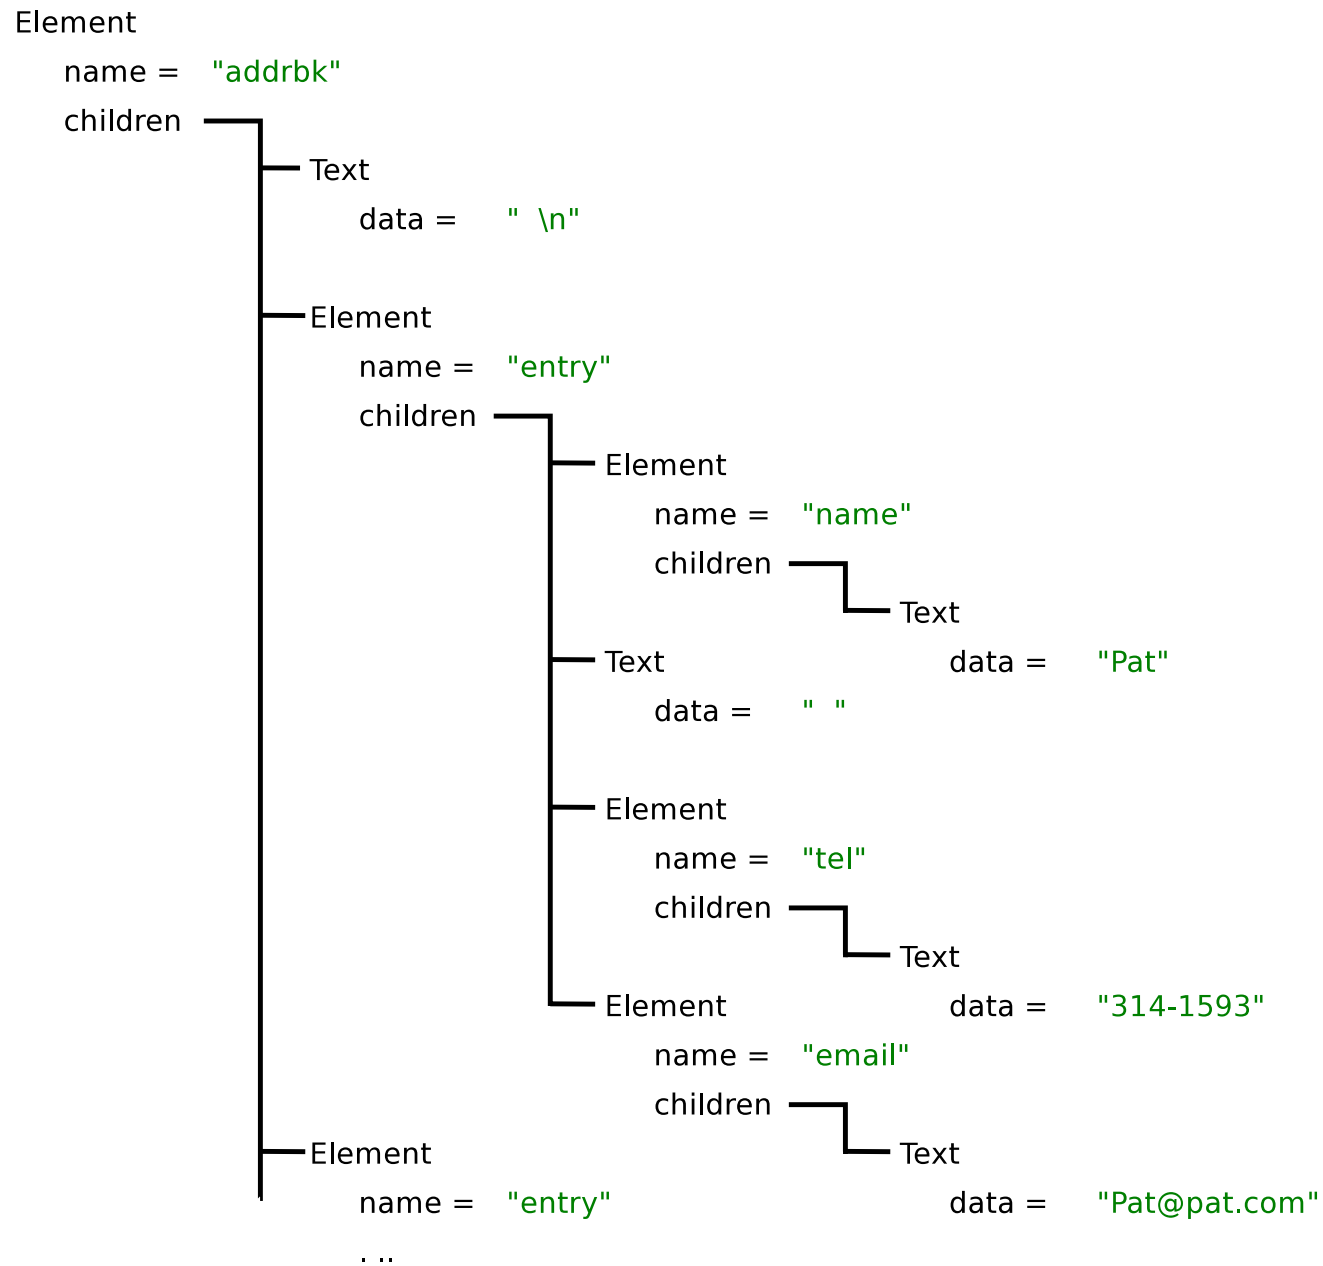 Element
name = "addrbk"
children
Text
data = "  \n"
Element
name = "entry"
children
Element
name = "name"
children
Text
Text
data = "Pat"
data = "  "
Element
name = "tel"
children
Text
Element
data = "314-1593"
name = "email"
children
Element
Text
name = "entry"
data = "Pat@pat.com"